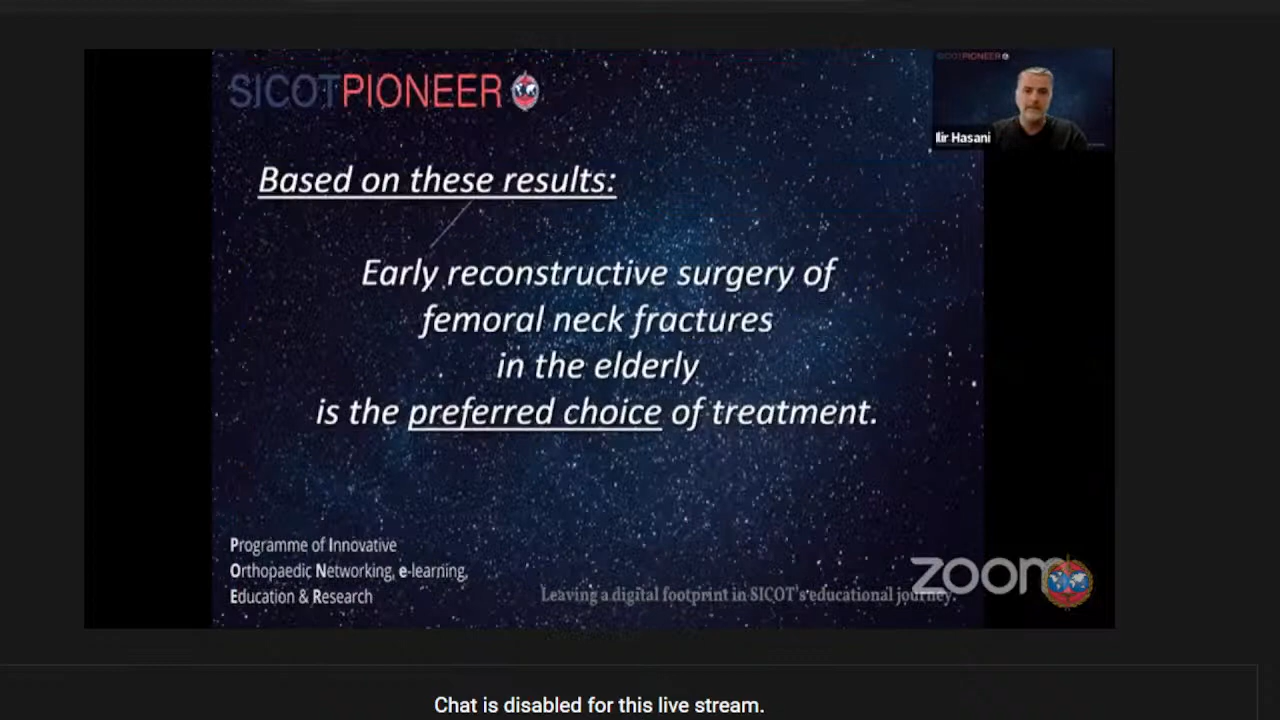 SICOTPIONEER
SICOTPIONEER
Ilir Hasani
Based on these results:
Early reconstructive surgery of
femoral neck fractures
in the elderly
is the preferred choice of treatment.
Programme of Innovative
Orthopaedic Networking, e-learning,
Education & Research
Leaving a digital footprint in SICOT's educational journey.
zoom
Chat is disabled for this live stream.